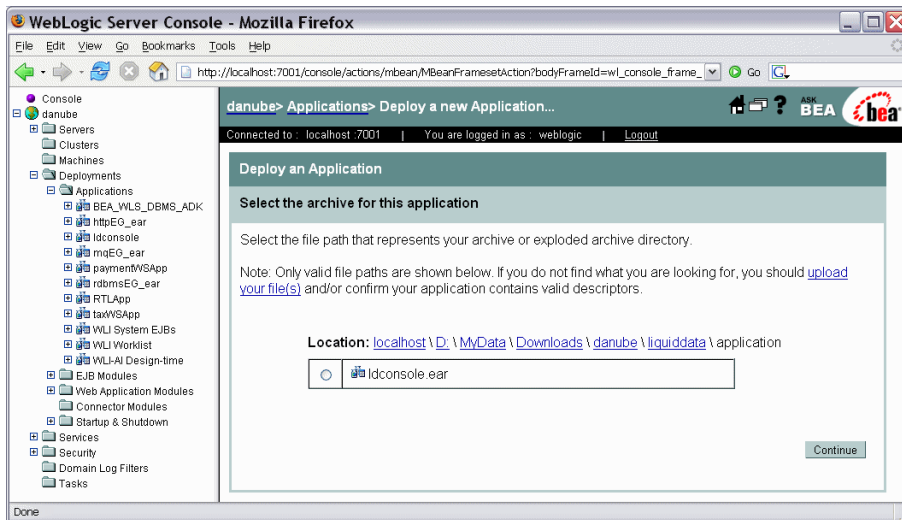 WebLogic Server Console - Mozilla Firefox
File Edit View Go Bookmarks Tools Help
http://localhost:7001/console/actions/mbean/MBeanFramesetAction?bodyFrameId=wl_console_frame_ Go G
Console
danube
Servers
Clusters
Machines
Deployments
Applications
BEA_WLS_DBMS_ADK
httpEG_ear
ldconsole
mqEG_ear
paymentWSApp
rdbmsEG_ear
RTLApp
taxWSApp
WLI System EJBs
WLI Worklist
WLI-AI Design-time
EJB Modules
Web Application Modules
Connector Modules
Startup & Shutdown
Services
Security
Domain Log Filters
Tasks
danube> Applications> Deploy a new Application...
? ASK BEA bea
Connected to : localhost :7001 | You are logged in as : weblogic | Logout
Deploy an Application
Select the archive for this application
Select the file path that represents your archive or exploded archive directory.
Note: Only valid file paths are shown below. If you do not find what you are looking for, you should upload
your file(s) and/or confirm your application contains valid descriptors.
Location: localhost \ D: \ MyData \ Downloads \ danube \ liquiddata \ application
ldconsole.ear
Continue
Done